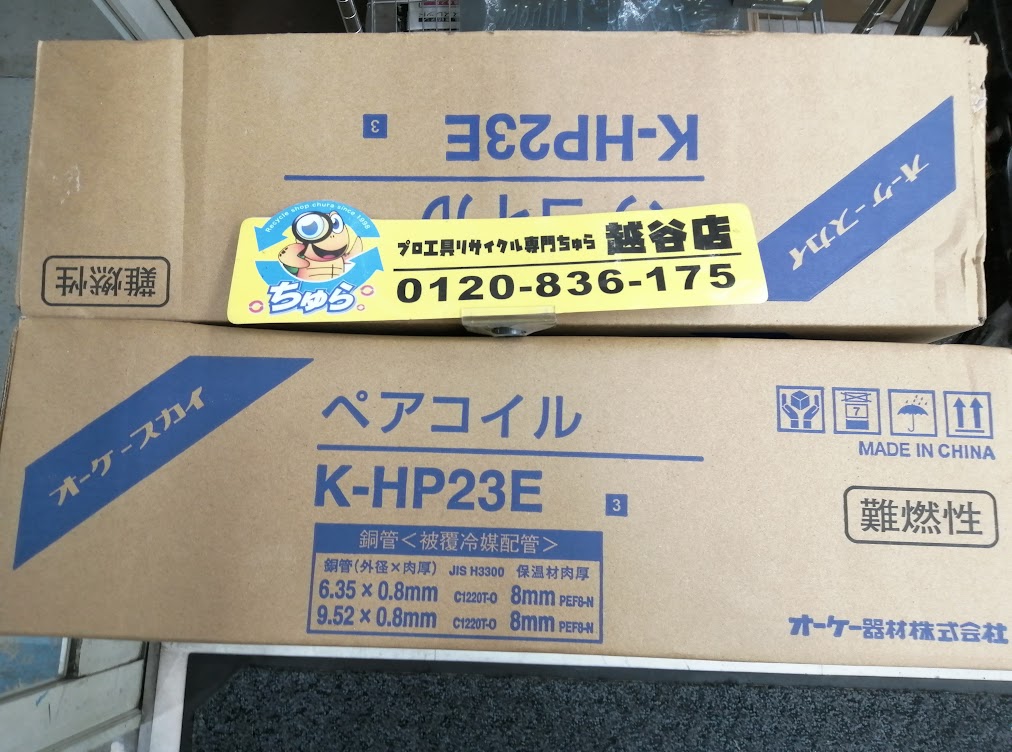 K-HP23E
3
オーケースカイ
難燃性
Recycle shop chura since 1998
ちゅら。
プロ工具リサイクル専門ちゅら 越谷店
0120-836-175
オーケースカイ
ペアコイル
K-HP23E
3
銅管<被覆冷媒配管>
銅管(外径×肉厚) JIS H3300 保温材肉厚
6.35×0.8mm C1220T-O 8mm PEF8-N
9.52×0.8mm C1220T-O 8mm PEF8-N
7
MADE IN CHINA
難燃性
オーケー器材株式会社